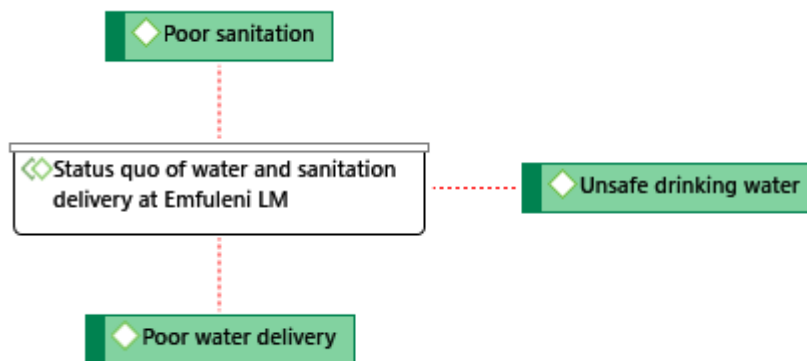 Poor sanitation
Status quo of water and sanitation
delivery at Emfuleni LM
Unsafe drinking water
Poor water delivery